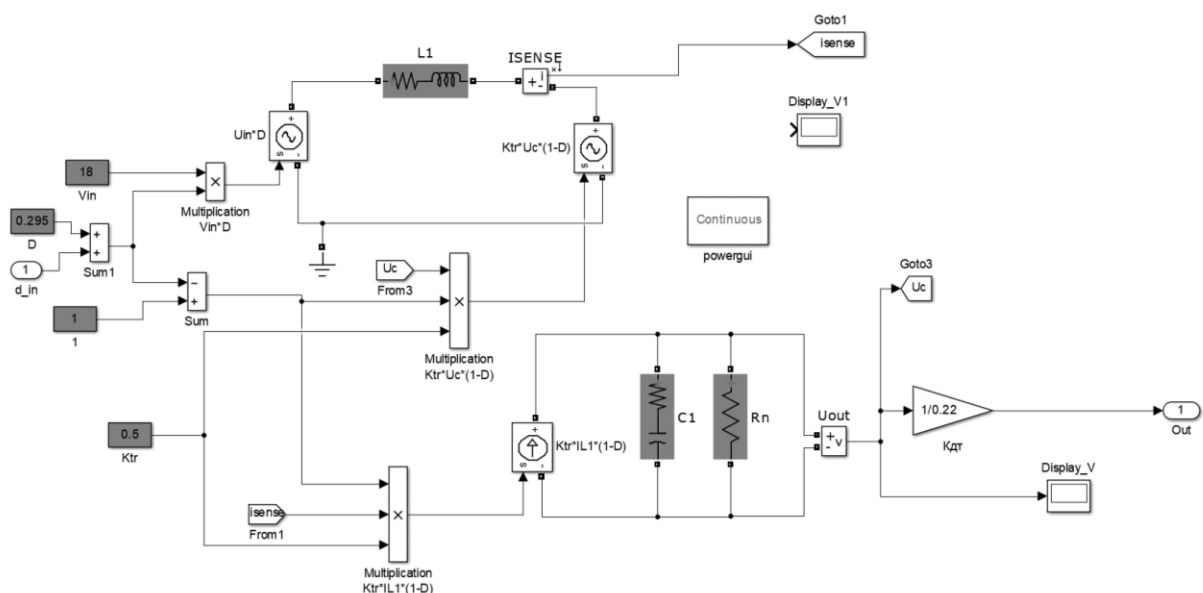 Goto1
isense
L1
ISENSE
i
+
-
Display_V1
Uin*D
+
s
-
Ktr*Uc*(1-D)
+
s
-
18
Vin
×
Multiplication
Vin*D
0.295
D
+
+
Sum1
1
d_in
Continuous
powergui
Uc
From3
−
+
Sum
1
1
×
Multiplication
Ktr*Uc*(1-D)
Goto3
Uc
C1
Rn
Uout
+
v
-
1/0.22
Кдт
1
Out
0.5
Ktr
Ktr*IL1*(1-D)
+
s
-
Display_V
isense
From1
×
Multiplication
Ktr*IL1*(1-D)